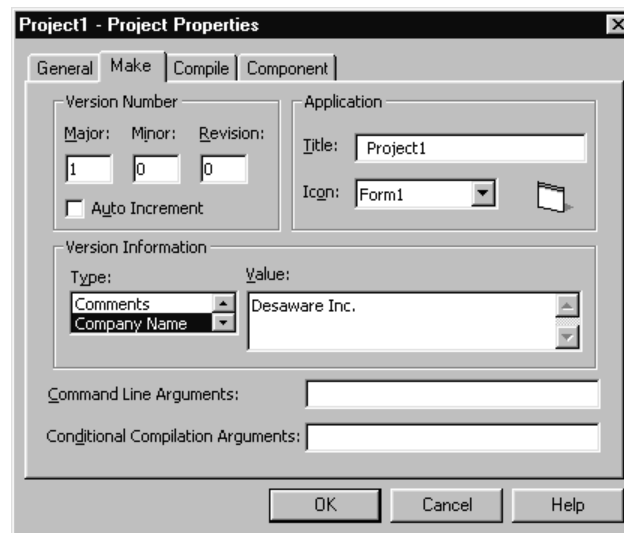 Project1 - Project Properties
General Make Compile Component
Version Number
Major: Minor: Revision:
1 0 0
Auto Increment
Application
Title: Project1
Icon: Form1
Version Information
Type: Value:
Comments
Company Name
Desaware Inc.
Command Line Arguments:
Conditional Compilation Arguments:
OK Cancel Help